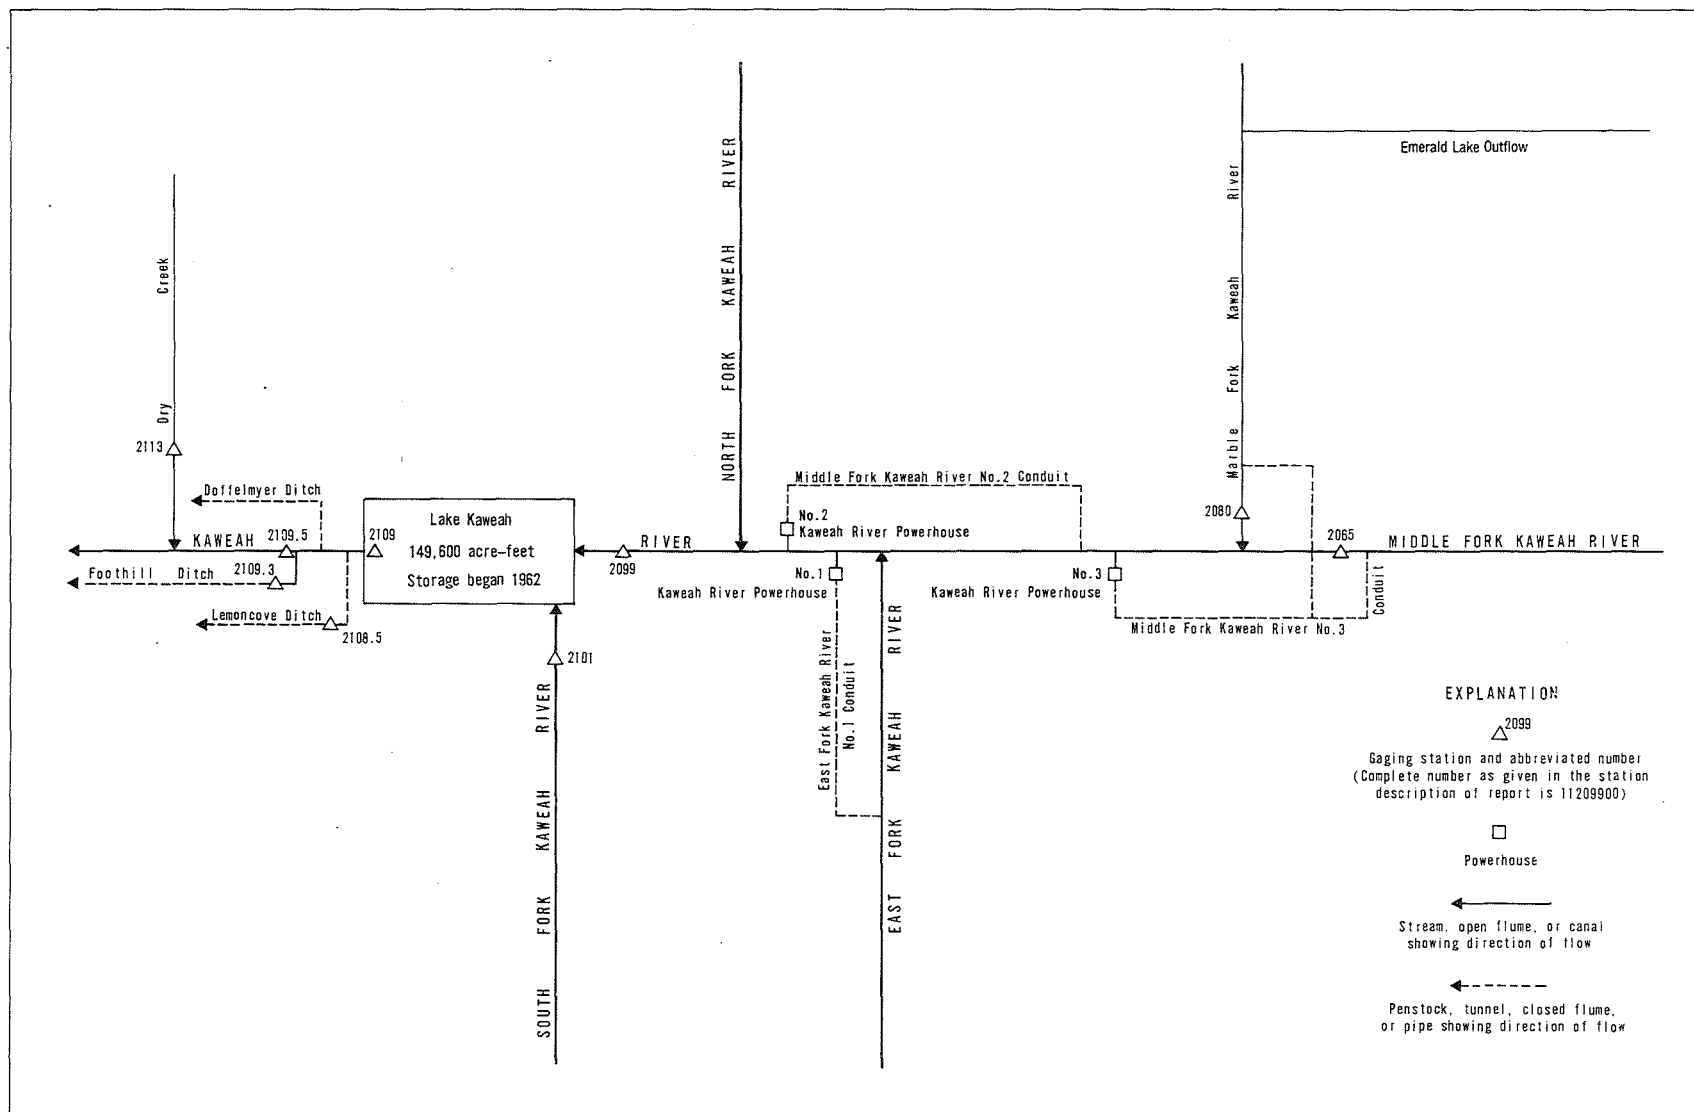 Emerald Lake Outflow
Marble Fork Kaweah River
NORTH FORK KAWEAH RIVER
Dry Creek
2113
Doffelmyer Ditch
Lake Kaweah
149,600 acre-feet
Storage began 1962
Middle Fork Kaweah River No.2 Conduit
No.2
Kaweah River Powerhouse
2080
KAWEAH
2109.5
2109
RIVER
2099
2065
MIDDLE FORK KAWEAH RIVER
Foothill Ditch
2109.3
No.1
Kaweah River Powerhouse
No.3
Kaweah River Powerhouse
Conduit
Lemoncove Ditch
2108.5
Middle Fork Kaweah River No.3
2101
SOUTH FORK KAWEAH RIVER
East Fork Kaweah River
No.1 Conduit
EAST FORK KAWEAH RIVER
EXPLANATION
2099
Gaging station and abbreviated number
(Complete number as given in the station
description of report is 11209900)
Powerhouse
Stream, open flume, or canal
showing direction of flow
Penstock, tunnel, closed flume,
or pipe showing direction of flow